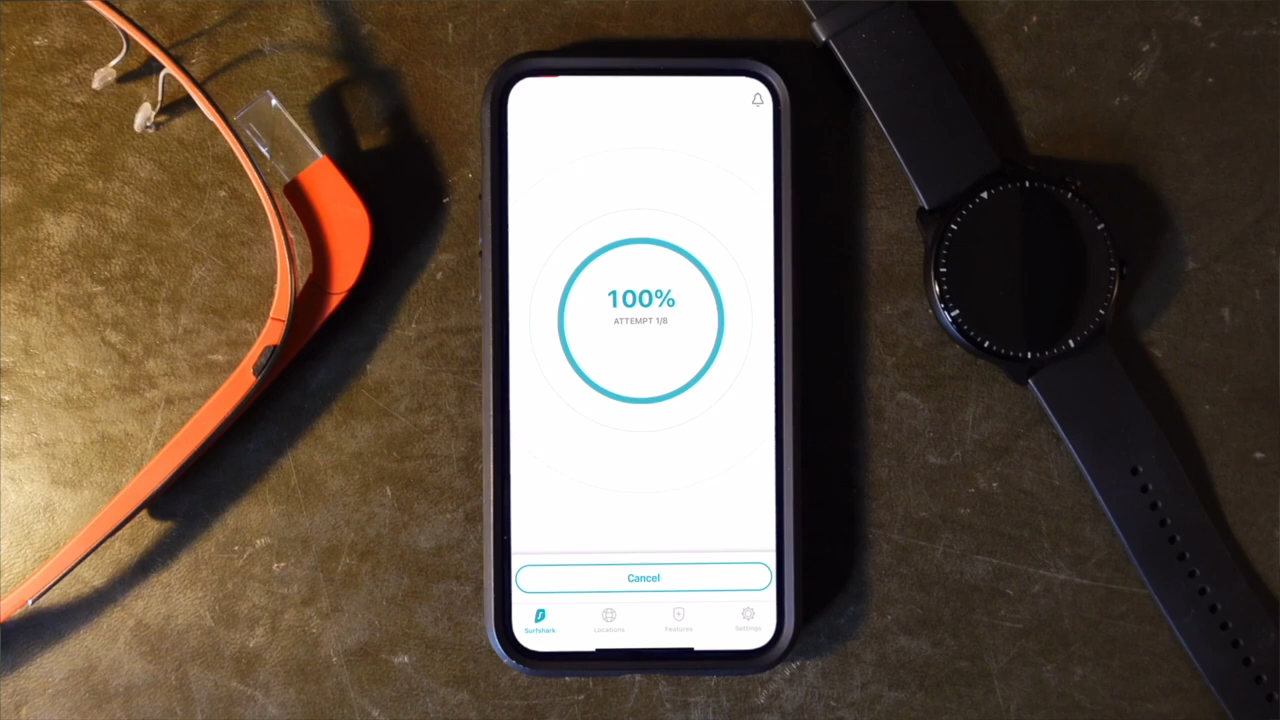 100%
ATTEMPT 1/8
Cancel
Surfshark
Locations
Features
Settings